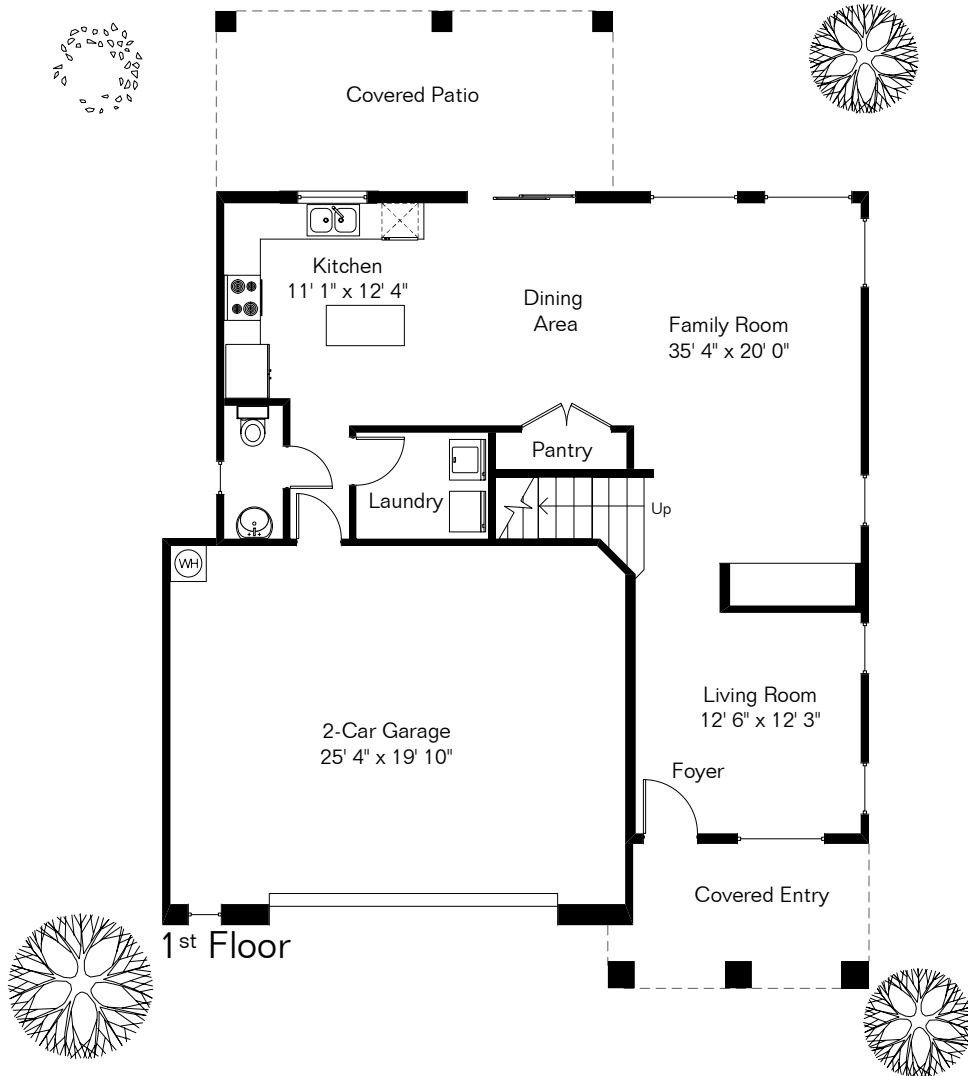 Covered Patio
Kitchen
11' 1" x 12' 4"
Dining
Area
Family Room
35' 4" x 20' 0"
Pantry
Laundry
Up
WH
Living Room
12' 6" x 12' 3"
2-Car Garage
25' 4" x 19' 10"
Foyer
Covered Entry
1st Floor